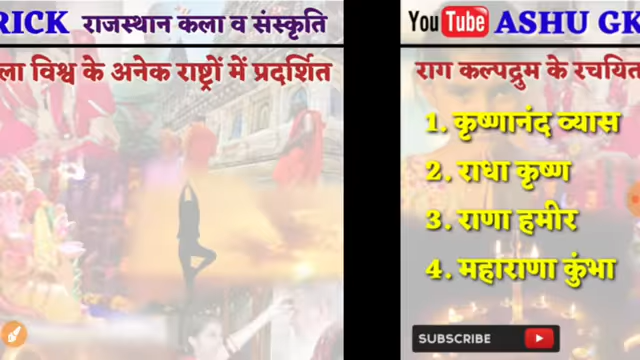 RICK राजस्थान कला व संस्कृति
ला विश्व के अनेक राष्ट्रों में प्रदर्शित
YouTube ASHU GK
राग कल्पद्रुम के रचयित
1. कृष्णानंद व्यास
2. राधा कृष्ण
3. राणा हमीर
4. महाराणा कुंभा
SUBSCRIBE